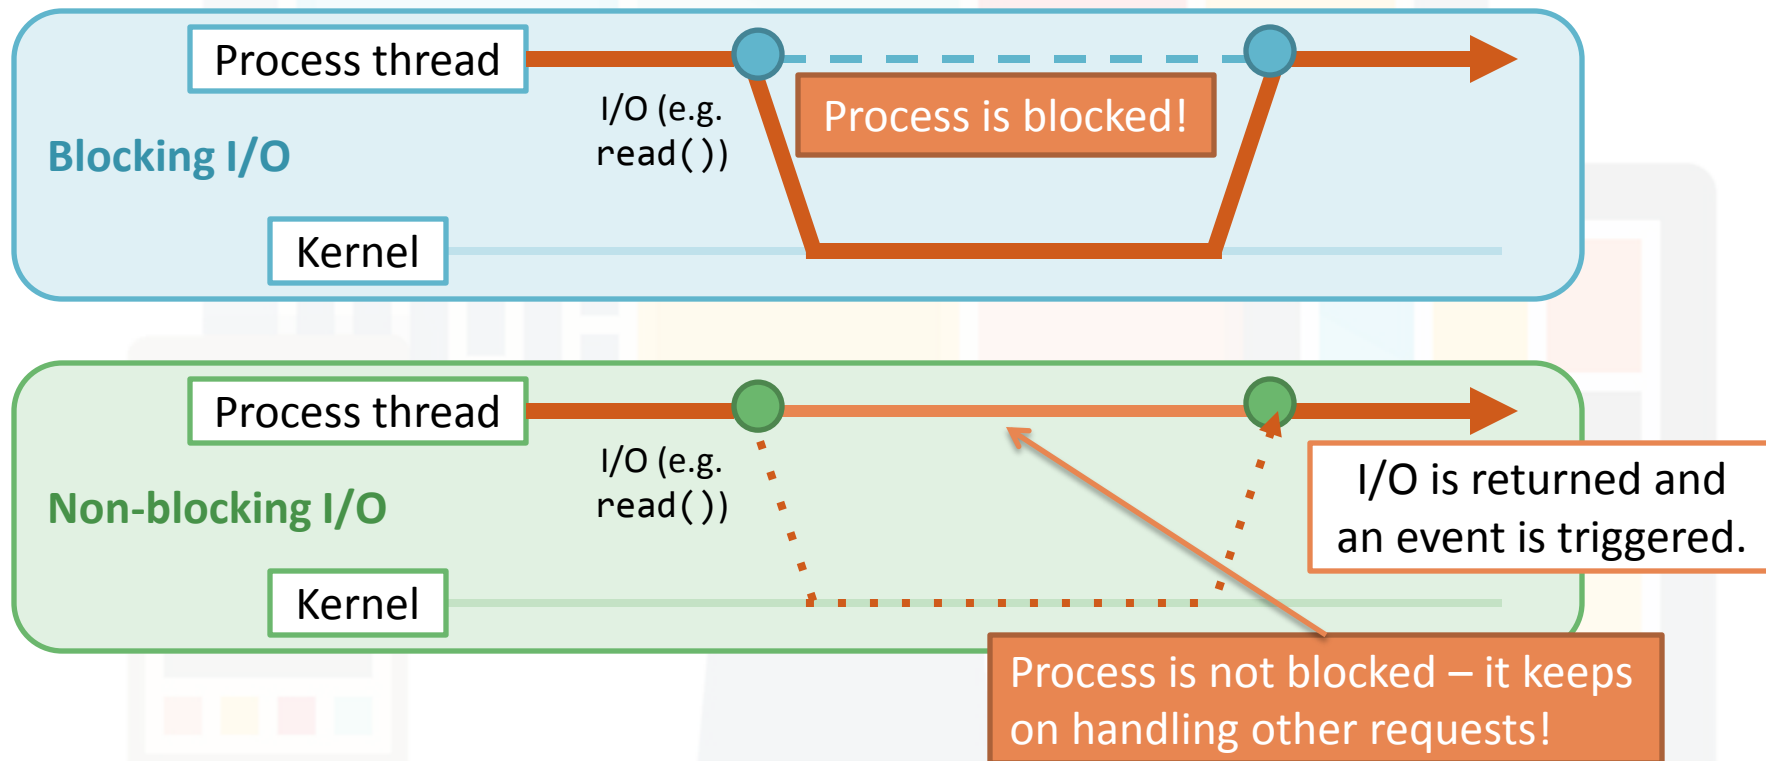 Process thread
I/O (e.g.
read())
Process is blocked!
Blocking I/O
Kernel
Process thread
I/O (e.g.
read())
Non-blocking I/O
I/O is returned and
an event is triggered.
Kernel
Process is not blocked – it keeps
on handling other requests!